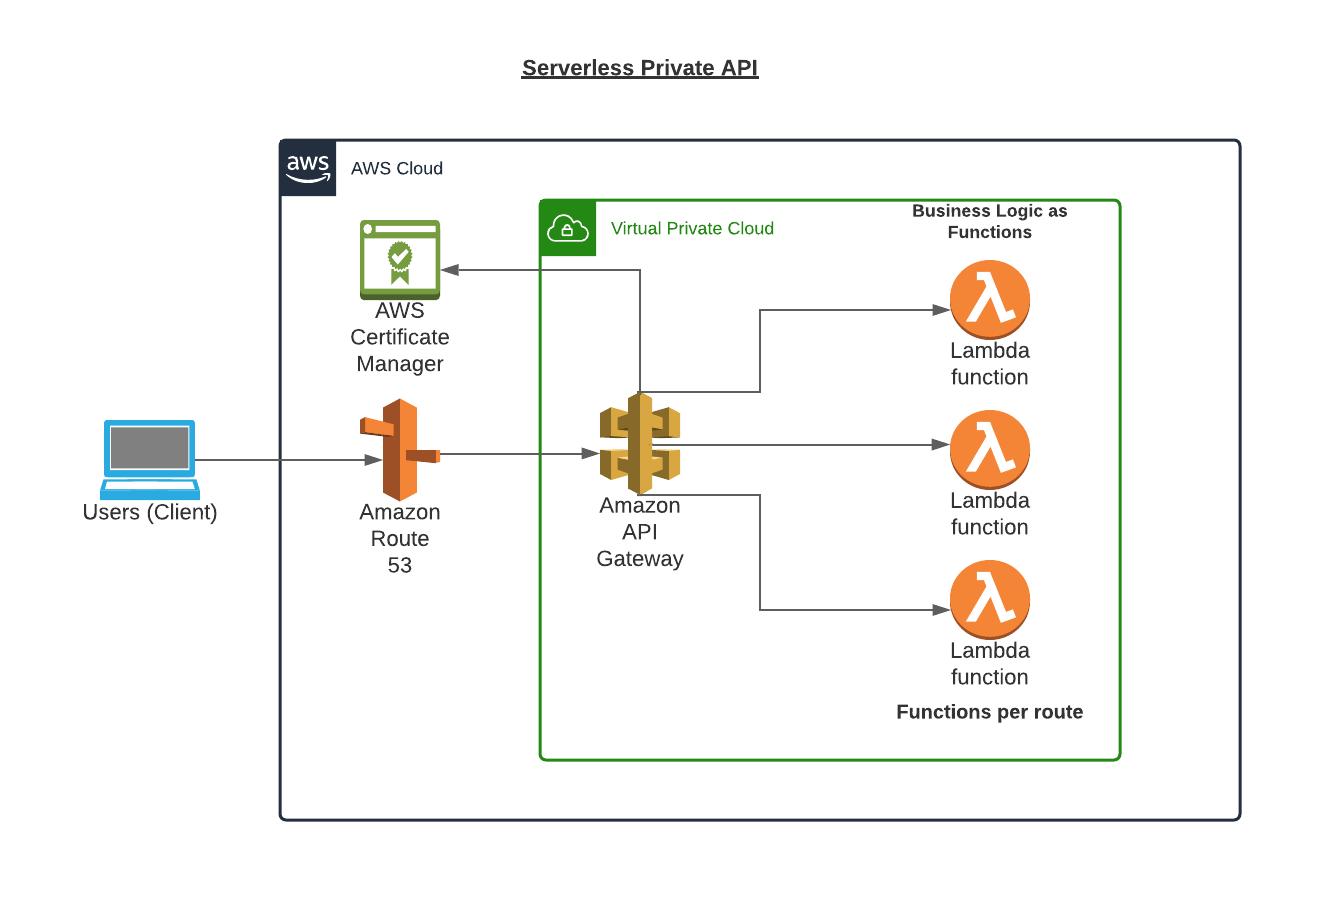 Serverless Private API
aws
AWS Cloud
Virtual Private Cloud
Business Logic as
Functions
AWS
Certificate
Manager
Lambda
function
Users (Client)
Amazon
Route
53
Amazon
API
Gateway
Lambda
function
Lambda
function
Functions per route